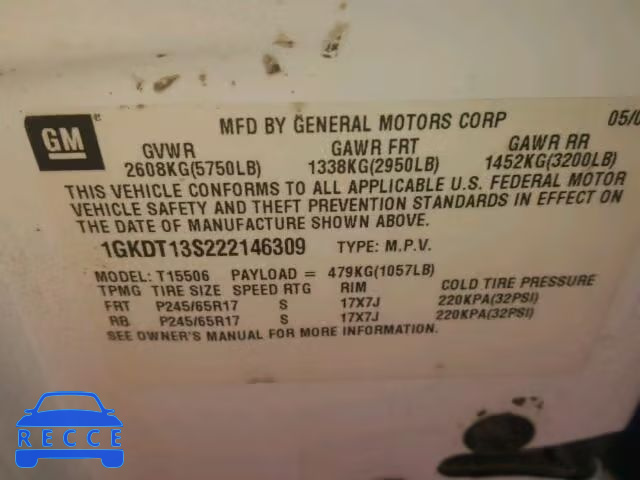 GM
MFD BY GENERAL MOTORS CORP
GVWR GAWR FRT GAWR RR
2608KG(5750LB) 1338KG(2950LB) 1452KG(3200LB)
THIS VEHICLE CONFORMS TO ALL APPLICABLE U.S. FEDERAL MOTOR
VEHICLE SAFETY AND THEFT PREVENTION STANDARDS IN EFFECT ON
THE DATE OF MANUFACTURE SHOWN ABOVE.
1GKDT13S222146309 TYPE: M.P.V.
MODEL: T15506 PAYLOAD = 479KG(1057LB)
TPMG TIRE SIZE SPEED RTG RIM COLD TIRE PRESSURE
FRT P245/65R17 S 17X7J 220KPA(32PSI)
RR P245/65R17 S 17X7J 220KPA(32PSI)
SEE OWNER'S MANUAL FOR MORE INFORMATION.
RECCE